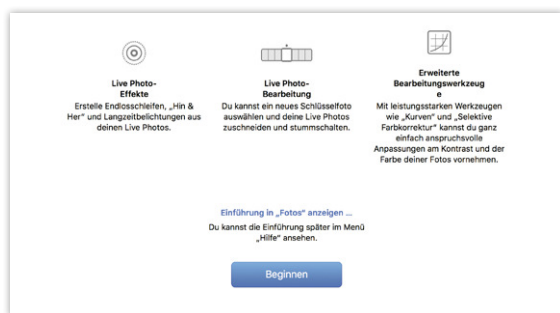 Live Photo-
Effekte
Erstelle Endlosschleifen, „Hin &
Her“ und Langzeitbelichtungen aus
deinen Live Photos.
Live Photo-
Bearbeitung
Du kannst ein neues Schlüsselfoto
auswählen und deine Live Photos
zuschneiden und stummschalten.
Erweiterte
Bearbeitungswerkzeug
e
Mit leistungsstarken Werkzeugen
wie „Kurven“ und „Selektive
Farbkorrektur“ kannst du ganz
einfach anspruchsvolle
Anpassungen am Kontrast und der
Farbe deiner Fotos vornehmen.
Einführung in „Fotos“ anzeigen ...
Du kannst die Einführung später im Menü
„Hilfe“ ansehen.
Beginnen